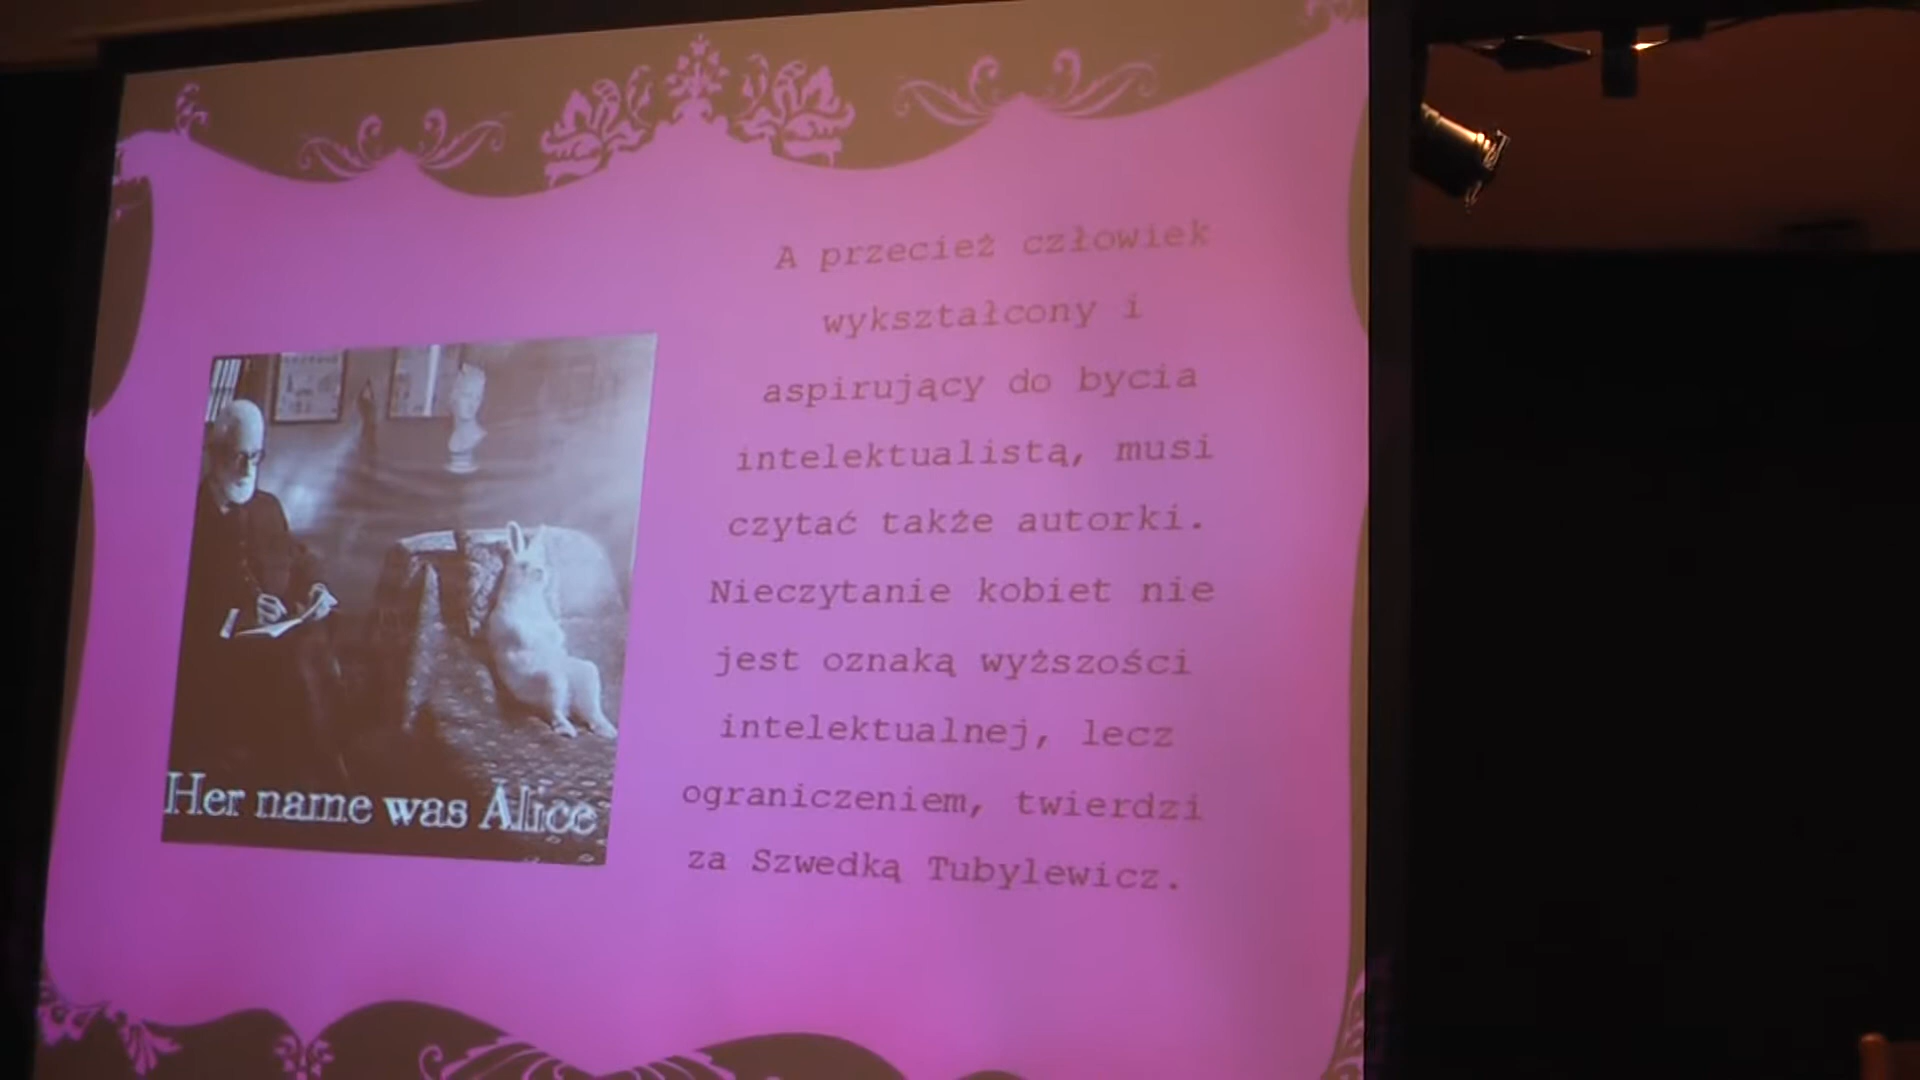 A przecież człowiek
wykształcony i
aspirujący do bycia
intelektualistą, musi
czytać także autorki.
Nieczytanie kobiet nie
jest oznaką wyższości
intelektualnej, lecz
ograniczeniem, twierdzi
za Szwedką Tubylewicz.
Her name was Alice